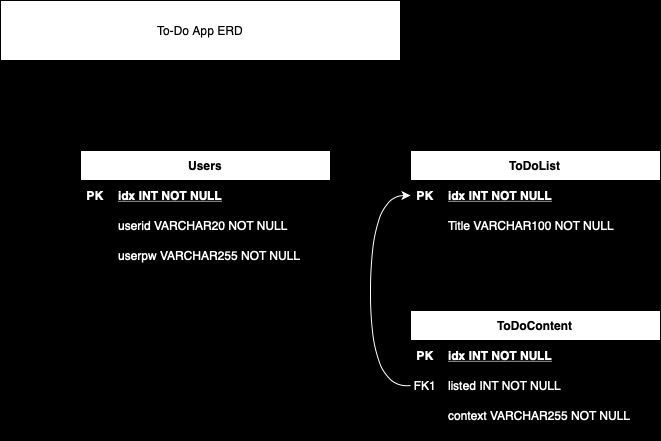 To-Do App ERD
Users
PK idx INT NOT NULL
userid VARCHAR20 NOT NULL
userpw VARCHAR255 NOT NULL
ToDoList
PK idx INT NOT NULL
Title VARCHAR100 NOT NULL
ToDoContent
PK idx INT NOT NULL
FK1 listed INT NOT NULL
context VARCHAR255 NOT NULL